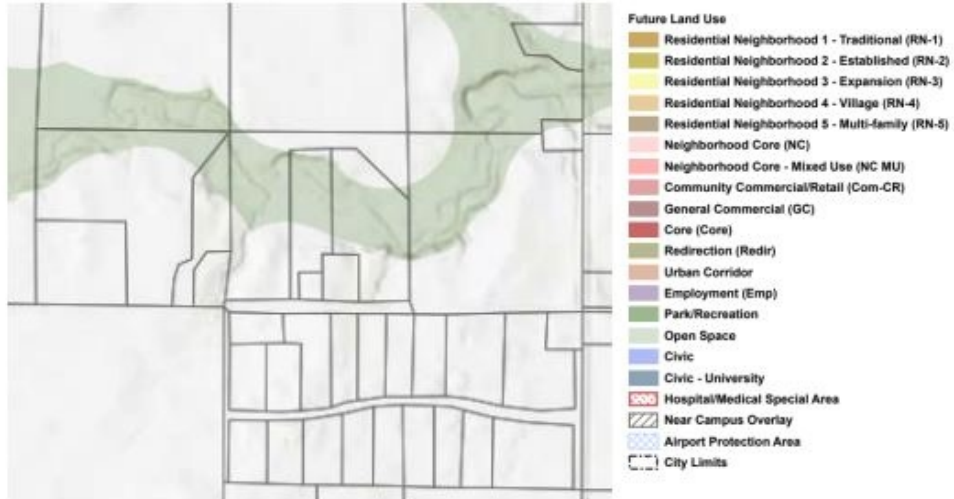 Future Land Use
Residential Neighborhood 1 - Traditional (RN-1)
Residential Neighborhood 2 - Established (RN-2)
Residential Neighborhood 3 - Expansion (RN-3)
Residential Neighborhood 4 - Village (RN-4)
Residential Neighborhood 5 - Multi-family (RN-5)
Neighborhood Core (NC)
Neighborhood Core - Mixed Use (NC MU)
Community Commercial/Retail (Com-CR)
General Commercial (GC)
Core (Core)
Redirection (Redir)
Urban Corridor
Employment (Emp)
Park/Recreation
Open Space
Civic
Civic - University
Hospital/Medical Special Area
Near Campus Overlay
Airport Protection Area
City Limits